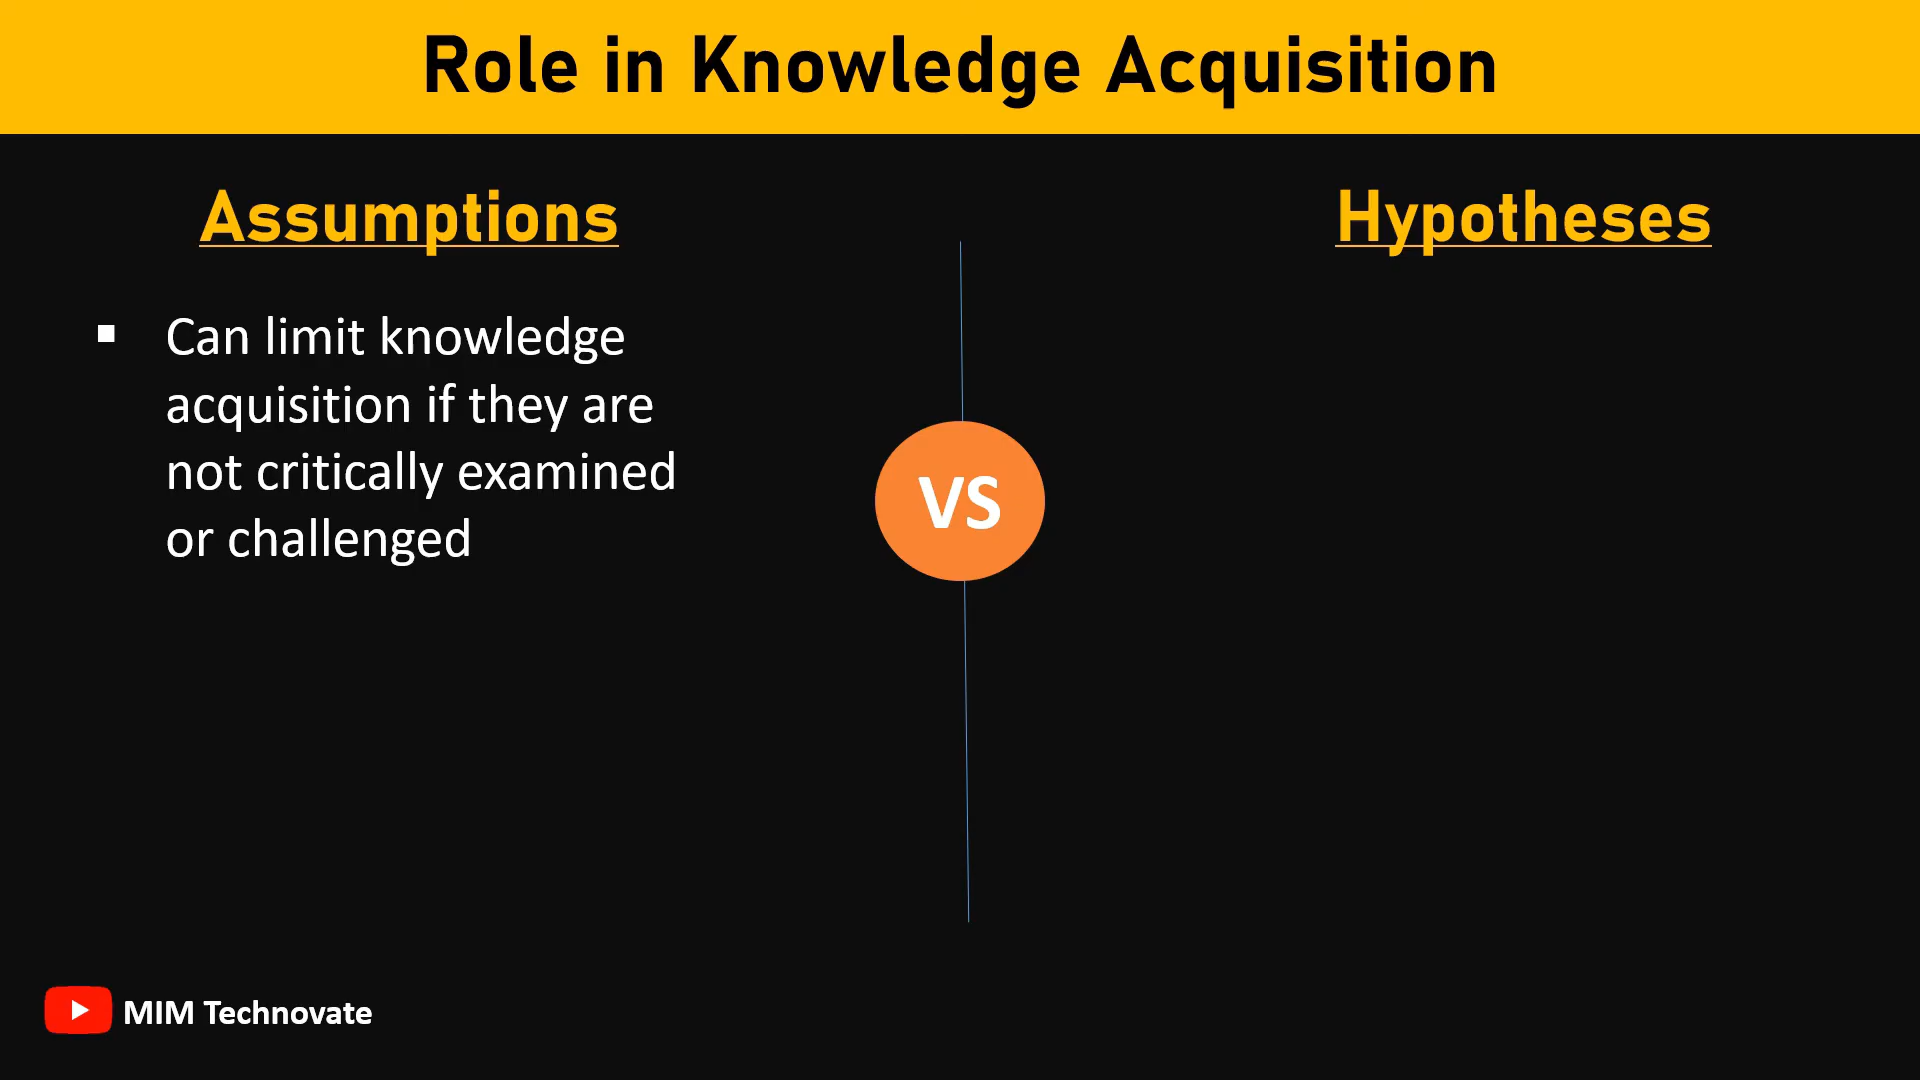 Role in Knowledge Acquisition
Assumptions
▪ Can limit knowledge
acquisition if they are
not critically examined
or challenged
VS
Hypotheses
MIM Technovate